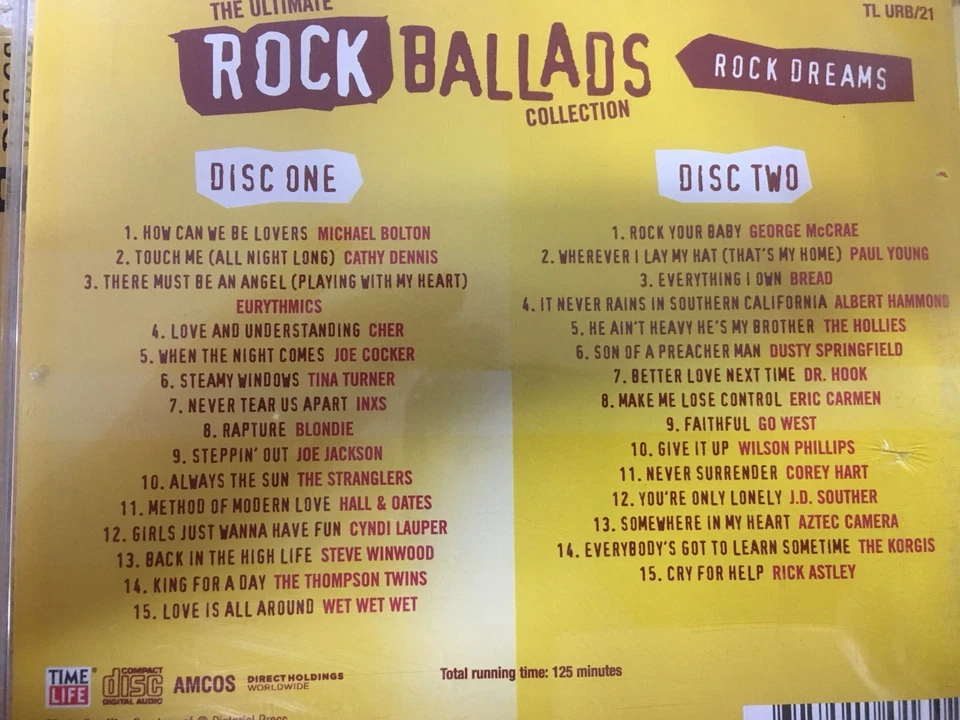 THE ULTIMATE
ROCK BALLADS
COLLECTION
ROCK DREAMS
TL URB/21
DISC ONE
1. HOW CAN WE BE LOVERS MICHAEL BOLTON
2. TOUCH ME (ALL NIGHT LONG) CATHY DENNIS
3. THERE MUST BE AN ANGEL (PLAYING WITH MY HEART)
EURYTHMICS
4. LOVE AND UNDERSTANDING CHER
5. WHEN THE NIGHT COMES JOE COCKER
6. STEAMY WINDOWS TINA TURNER
7. NEVER TEAR US APART INXS
8. RAPTURE BLONDIE
9. STEPPIN' OUT JOE JACKSON
10. ALWAYS THE SUN THE STRANGLERS
11. METHOD OF MODERN LOVE HALL & OATES
12. GIRLS JUST WANNA HAVE FUN CYNDI LAUPER
13. BACK IN THE HIGH LIFE STEVE WINWOOD
14. KING FOR A DAY THE THOMPSON TWINS
15. LOVE IS ALL AROUND WET WET WET
DISC TWO
1. ROCK YOUR BABY GEORGE McCRAE
2. WHEREVER I LAY MY HAT (THAT'S MY HOME) PAUL YOUNG
3. EVERYTHING I OWN BREAD
4. IT NEVER RAINS IN SOUTHERN CALIFORNIA ALBERT HAMMOND
5. HE AIN'T HEAVY HE'S MY BROTHER THE HOLLIES
6. SON OF A PREACHER MAN DUSTY SPRINGFIELD
7. BETTER LOVE NEXT TIME DR. HOOK
8. MAKE ME LOSE CONTROL ERIC CARMEN
9. FAITHFUL GO WEST
10. GIVE IT UP WILSON PHILLIPS
11. NEVER SURRENDER COREY HART
12. YOU'RE ONLY LONELY J.D. SOUTHER
13. SOMEWHERE IN MY HEART AZTEC CAMERA
14. EVERYBODY'S GOT TO LEARN SOMETIME THE KORGIS
15. CRY FOR HELP RICK ASTLEY
TIME LIFE
COMPACT disc DIGITAL AUDIO
AMCOS
DIRECT HOLDINGS WORLDWIDE
Total running time: 125 minutes